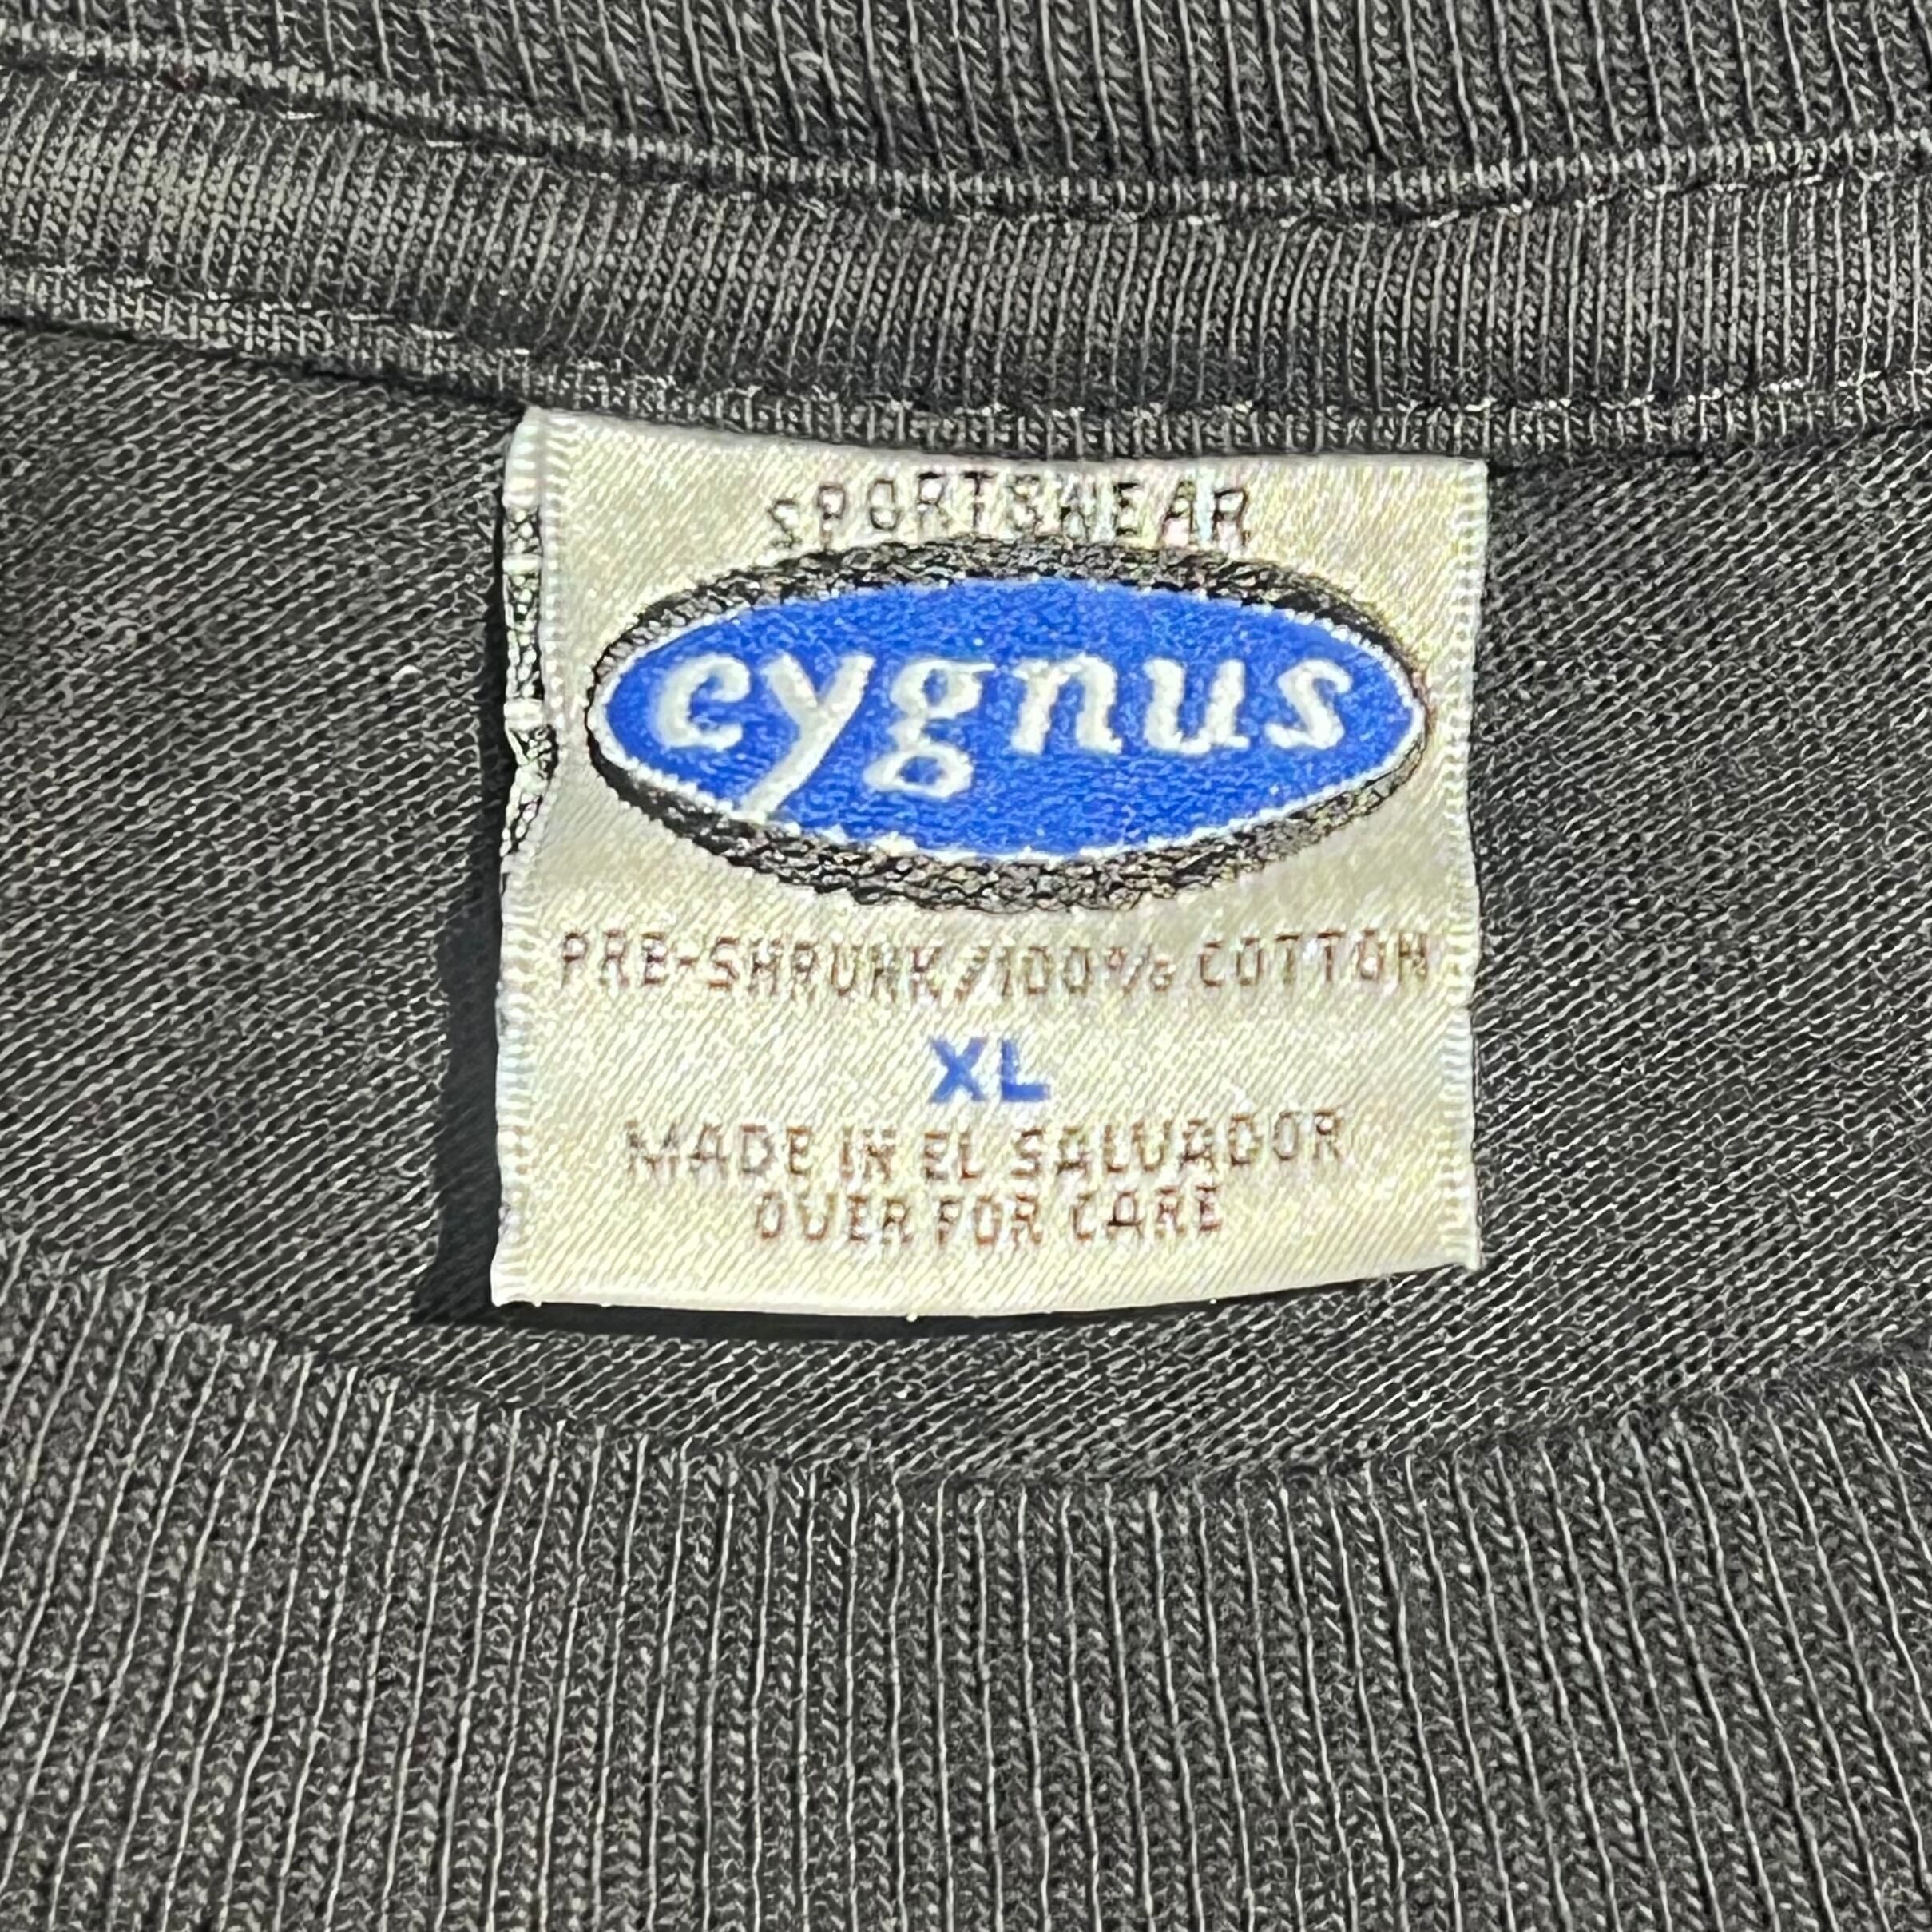 SPORTSWEAR
cygnus
PRE-SHRUNK/100% COTTON
XL
MADE IN EL SALVADOR
OVER FOR CARE